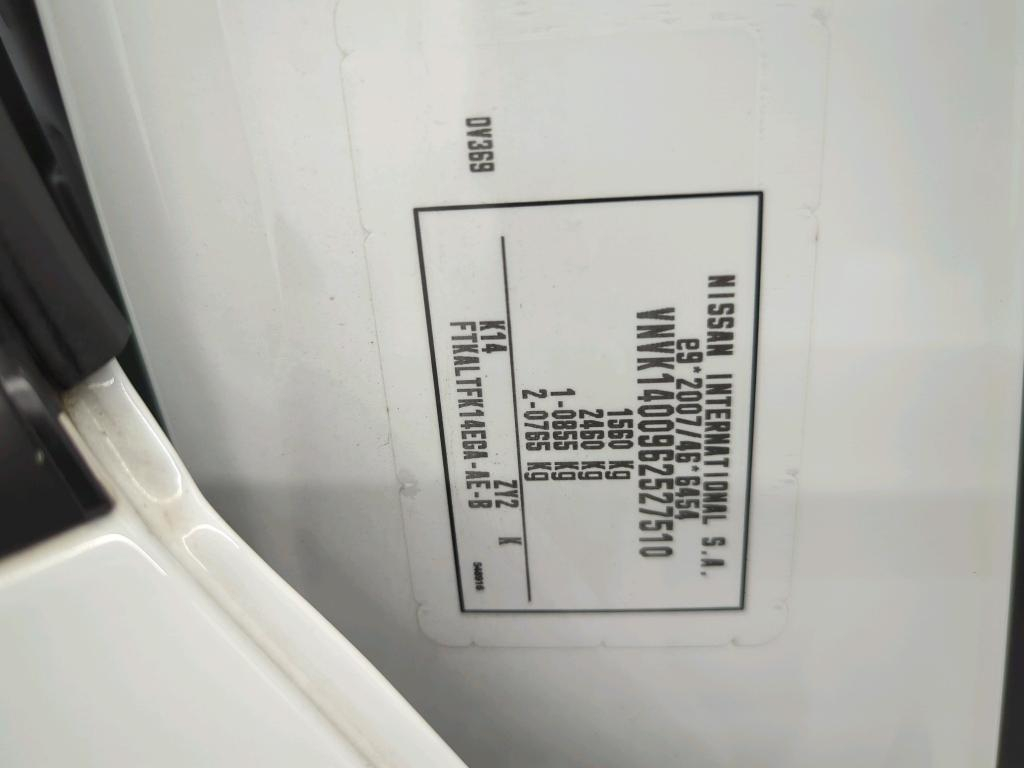 DV369
NISSAN INTERNATIONAL S.A.
e9*2007/46*6454
VNVK1400962527510
1560 Kg
2460 Kg
1-0855 Kg
2-0765 Kg
K14 ZY2 K
FTKALTFK14EGA-AE-B